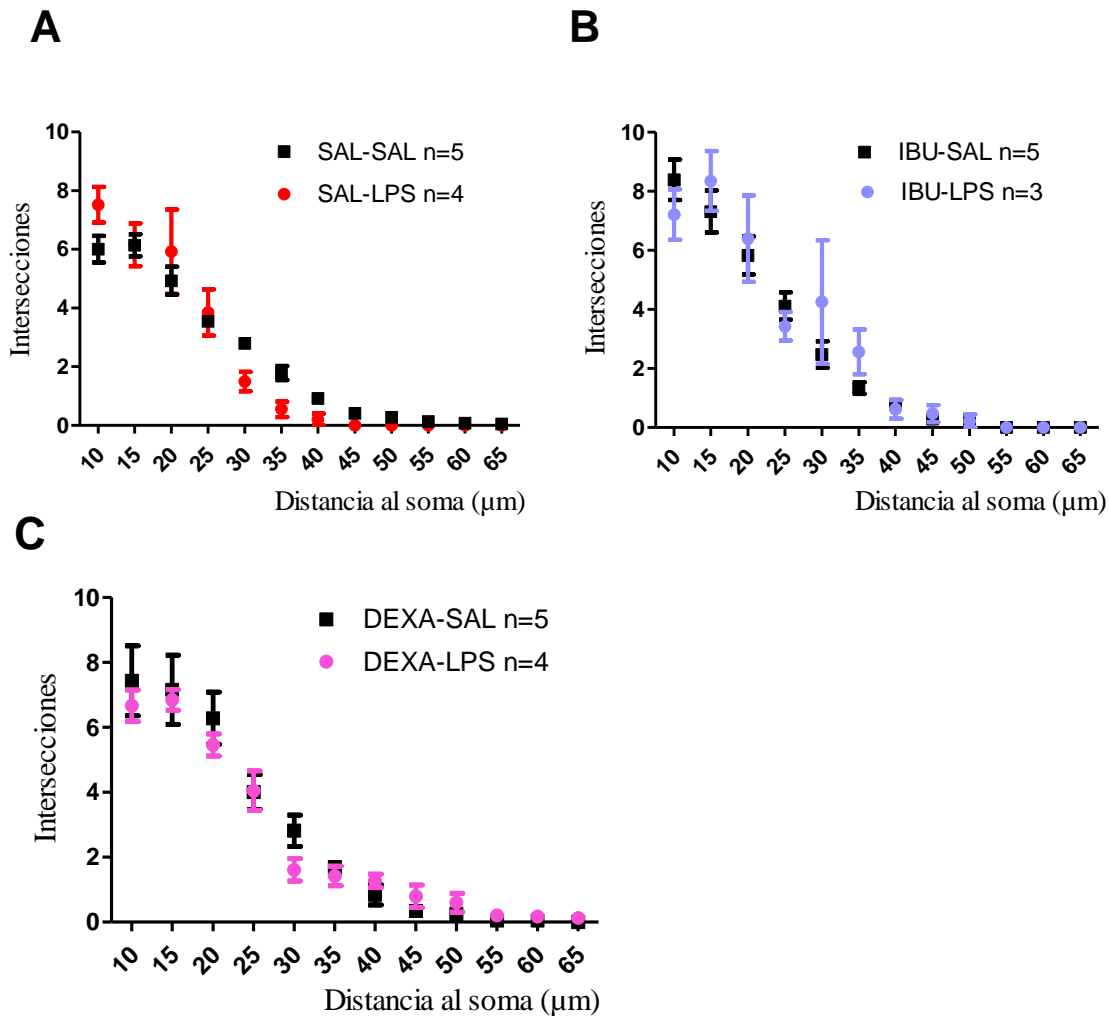 A
10
8
6
4
2
0
Intersecciones
SAL-SAL n=5
SAL-LPS n=4
10 15 20 25 30 35 40 45 50 55 60 65
Distancia al soma (µm)
B
10
8
6
4
2
0
Intersecciones
IBU-SAL n=5
IBU-LPS n=3
10 15 20 25 30 35 40 45 50 55 60 65
Distancia al soma (µm)
C
10
8
6
4
2
0
Intersecciones
DEXA-SAL n=5
DEXA-LPS n=4
10 15 20 25 30 35 40 45 50 55 60 65
Distancia al soma (µm)